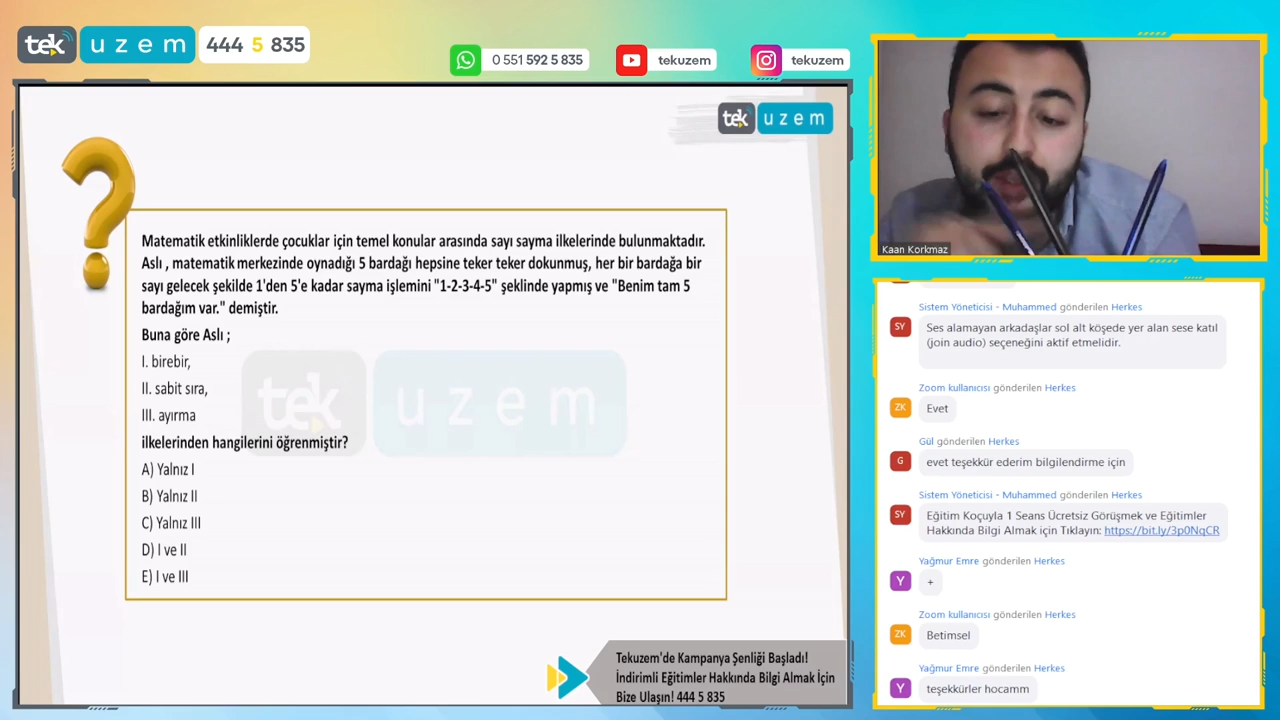 tek uzem 444 5 835
0 551 592 5 835
tekuzem
tekuzem
tek uzem
Matematik etkinliklerde çocuklar için temel konular arasında sayı sayma ilkelerinde bulunmaktadır.
Aslı , matematik merkezinde oynadığı 5 bardağı hepsine teker teker dokunmuş, her bir bardağa bir
sayı gelecek şekilde 1'den 5'e kadar sayma işlemini "1-2-3-4-5" şeklinde yapmış ve "Benim tam 5
bardağım var." demiştir.
Buna göre Aslı ;
I. birebir,
II. sabit sıra,
III. ayırma
ilkelerinden hangilerini öğrenmiştir?
A) Yalnız I
B) Yalnız II
C) Yalnız III
D) I ve II
E) I ve III
tek uzem
Tekuzem'de Kampanya Şenliği Başladı!
İndirimli Eğitimler Hakkında Bilgi Almak İçin
Bize Ulaşın! 444 5 835
Kaan Korkmaz
Sistem Yöneticisi - Muhammed gönderilen Herkes
SY
Ses alamayan arkadaşlar sol alt köşede yer alan sese katıl
(join audio) seçeneğini aktif etmelidir.
Zoom kullanıcısı gönderilen Herkes
ZK
Evet
Gül gönderilen Herkes
G
evet teşekkür ederim bilgilendirme için
Sistem Yöneticisi - Muhammed gönderilen Herkes
SY
Eğitim Koçuyla 1 Seans Ücretsiz Görüşmek ve Eğitimler
Hakkında Bilgi Almak için Tıklayın: https://bit.ly/3p0NqCR
Yağmur Emre gönderilen Herkes
Y
+
Zoom kullanıcısı gönderilen Herkes
ZK
Betimsel
Yağmur Emre gönderilen Herkes
Y
teşekkürler hocamm